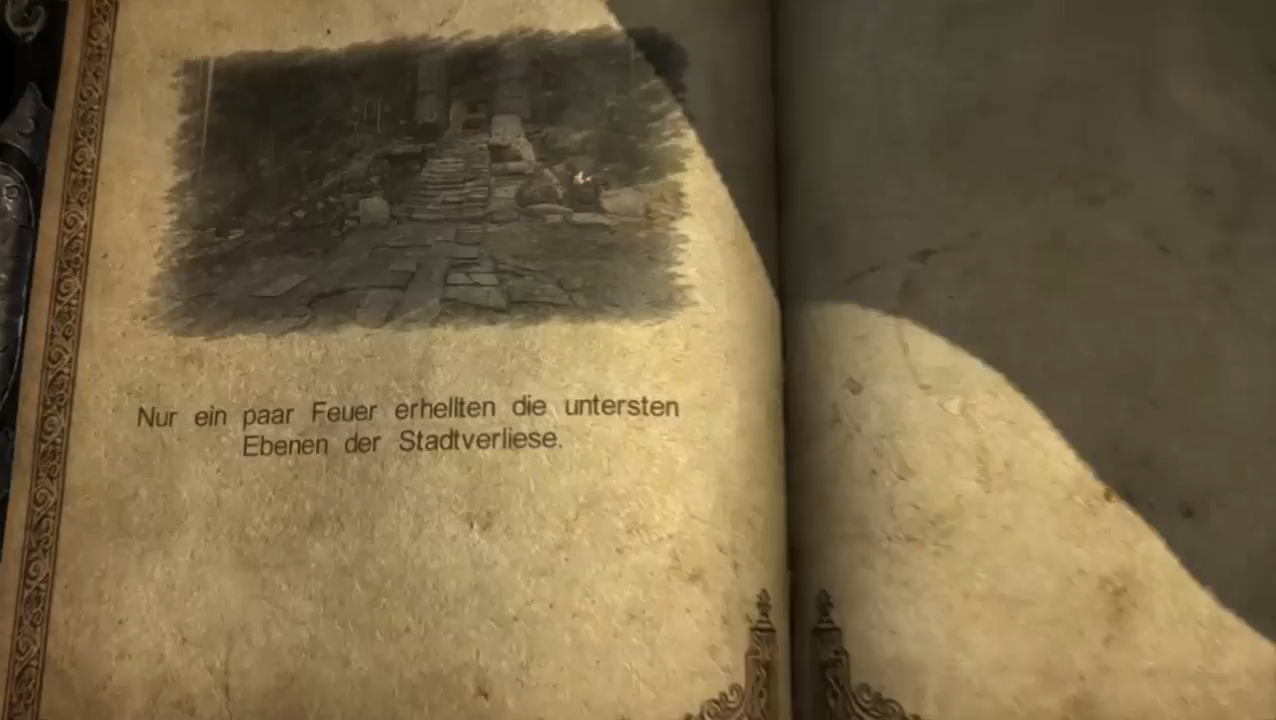 Nur ein paar Feuer erhellten die untersten
Ebenen der Stadtverliese.